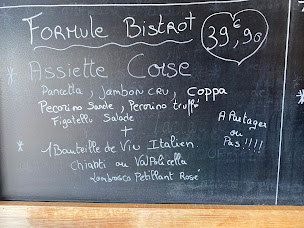 Formule Bistrot
39€,90
* Assiette Corse
Pancetta, Jambon cru, Coppa
Pecorino Sarde, Pecorino truffé
Figatellu Salade
+
* 1 Bouteille de Vin Italien
Chianti ou Valpolicella
Lambrosco Petillant Rosé
A Partager
ou
Pas !!!!